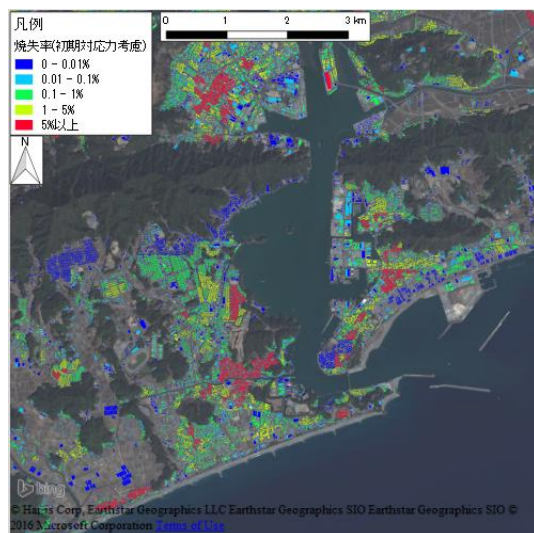 凡例
焼失率(初期対応力考慮)
0 - 0.01%
0.01 - 0.1%
0.1 - 1%
1 - 5%
5%以上
0 1 2 3 km
N
bing
© Harris Corp, Earthstar Geographics LLC Earthstar Geographics SIO Earthstar Geographics SIO ©
2016 Microsoft Corporation Terms of Use